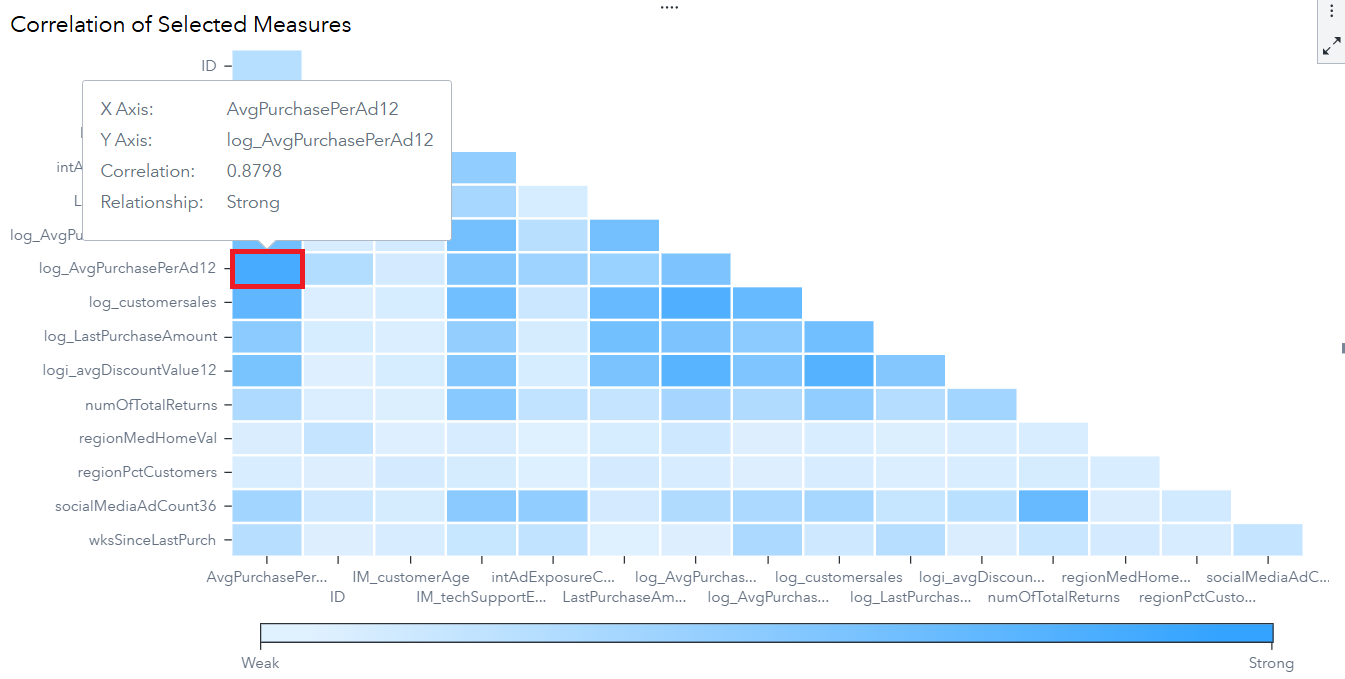 Correlation of Selected Measures
ID
X Axis: AvgPurchasePerAd12
Y Axis: log_AvgPurchasePerAd12
Correlation: 0.8798
Relationship: Strong
intA
L
log_AvgPu
log_AvgPurchasePerAd12
log_customersales
log_LastPurchaseAmount
logi_avgDiscountValue12
numOfTotalReturns
regionMedHomeVal
regionPctCustomers
socialMediaAdCount36
wksSinceLastPurch
AvgPurchasePer... IM_customerAge intAdExposureC... log_AvgPurchas... log_customersales logi_avgDiscoun... regionMedHome... socialMediaAdC...
ID IM_techSupportE... LastPurchaseAm... log_AvgPurchas... log_LastPurchas... numOfTotalReturns regionPctCusto...
Weak Strong